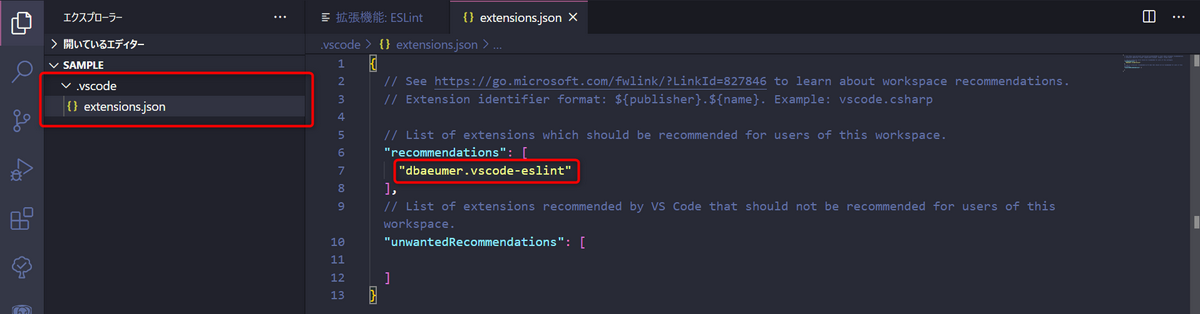 エクスプローラー
拡張機能: ESLint
{} extensions.json ×
開いているエディター
SAMPLE
.vscode
{} extensions.json
.vscode > {} extensions.json > ...
1 {
2 // See https://go.microsoft.com/fwlink/?LinkId=827846 to learn about workspace recommendations.
3 // Extension identifier format: ${publisher}.${name}. Example: vscode.csharp
4
5 // List of extensions which should be recommended for users of this workspace.
6 "recommendations": [
7 "dbaeumer.vscode-eslint"
8 ],
9 // List of extensions recommended by VS Code that should not be recommended for users of this
workspace.
10 "unwantedRecommendations": [
11
12 ]
13 }